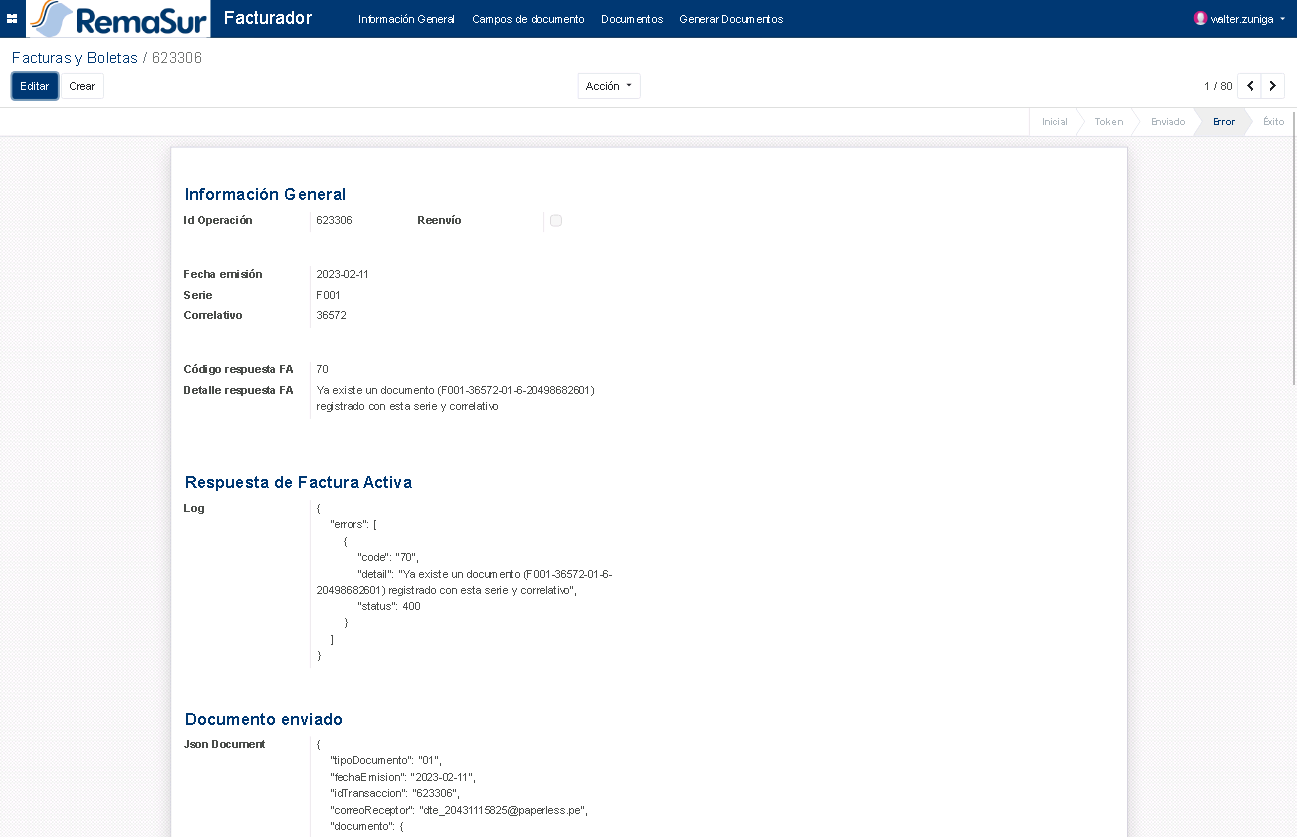 RemaSur Facturador Información General Campos de documento Documentos Generar Documentos walter.zuniga
Facturas y Boletas / 623306
Editar Crear Acción 1 / 80
Inicial Token Enviado Error Éxito
Información General
Id Operación 623306 Reenvío
Fecha emisión 2023-02-11
Serie F001
Correlativo 36572
Código respuesta FA 70
Detalle respuesta FA Ya existe un documento (F001-36572-01-6-20498682601)
registrado con esta serie y correlativo
Respuesta de Factura Activa
Log {
"errors": [
{
"code": "70",
"detail": "Ya existe un documento (F001-36572-01-6-
20498682601) registrado con esta serie y correlativo",
"status": 400
}
]
}
Documento enviado
Json Document {
"tipoDocumento": "01",
"fechaEmision": "2023-02-11",
"idTransaccion": "623306",
"correoReceptor": "dte_20431115825@paperless.pe",
"documento": {